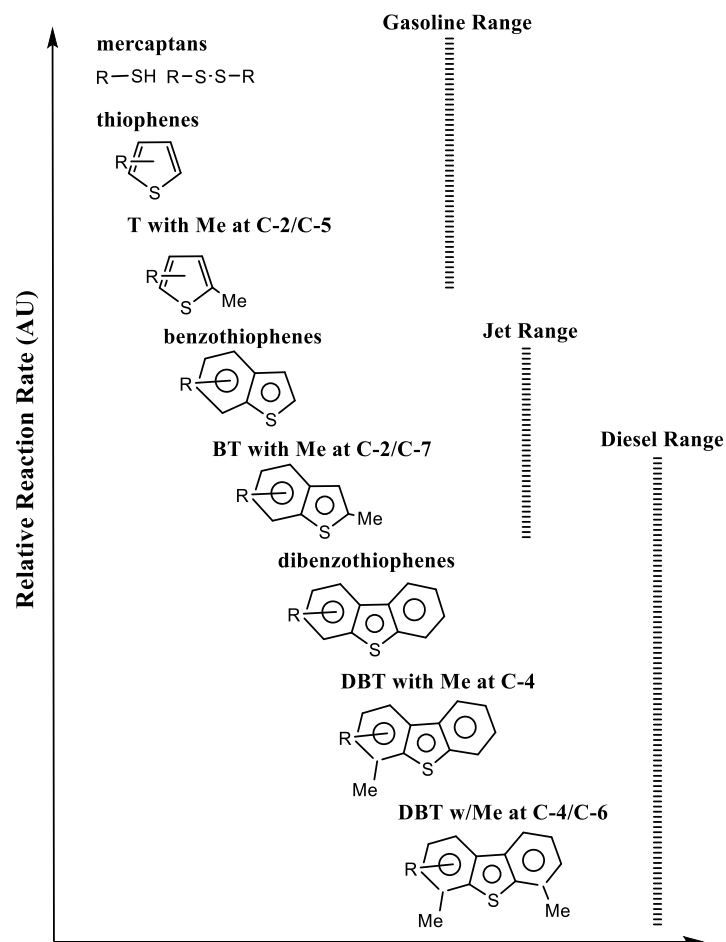 Gasoline Range
mercaptans
R–SH R–S·S–R
thiophenes
R
S
T with Me at C-2/C-5
R
S
Me
Jet Range
benzothiophenes
R
S
Diesel Range
BT with Me at C-2/C-7
R
S
Me
dibenzothiophenes
R
S
DBT with Me at C-4
R
S
Me
DBT w/Me at C-4/C-6
R
S
Me
Me
Relative Reaction Rate (AU)